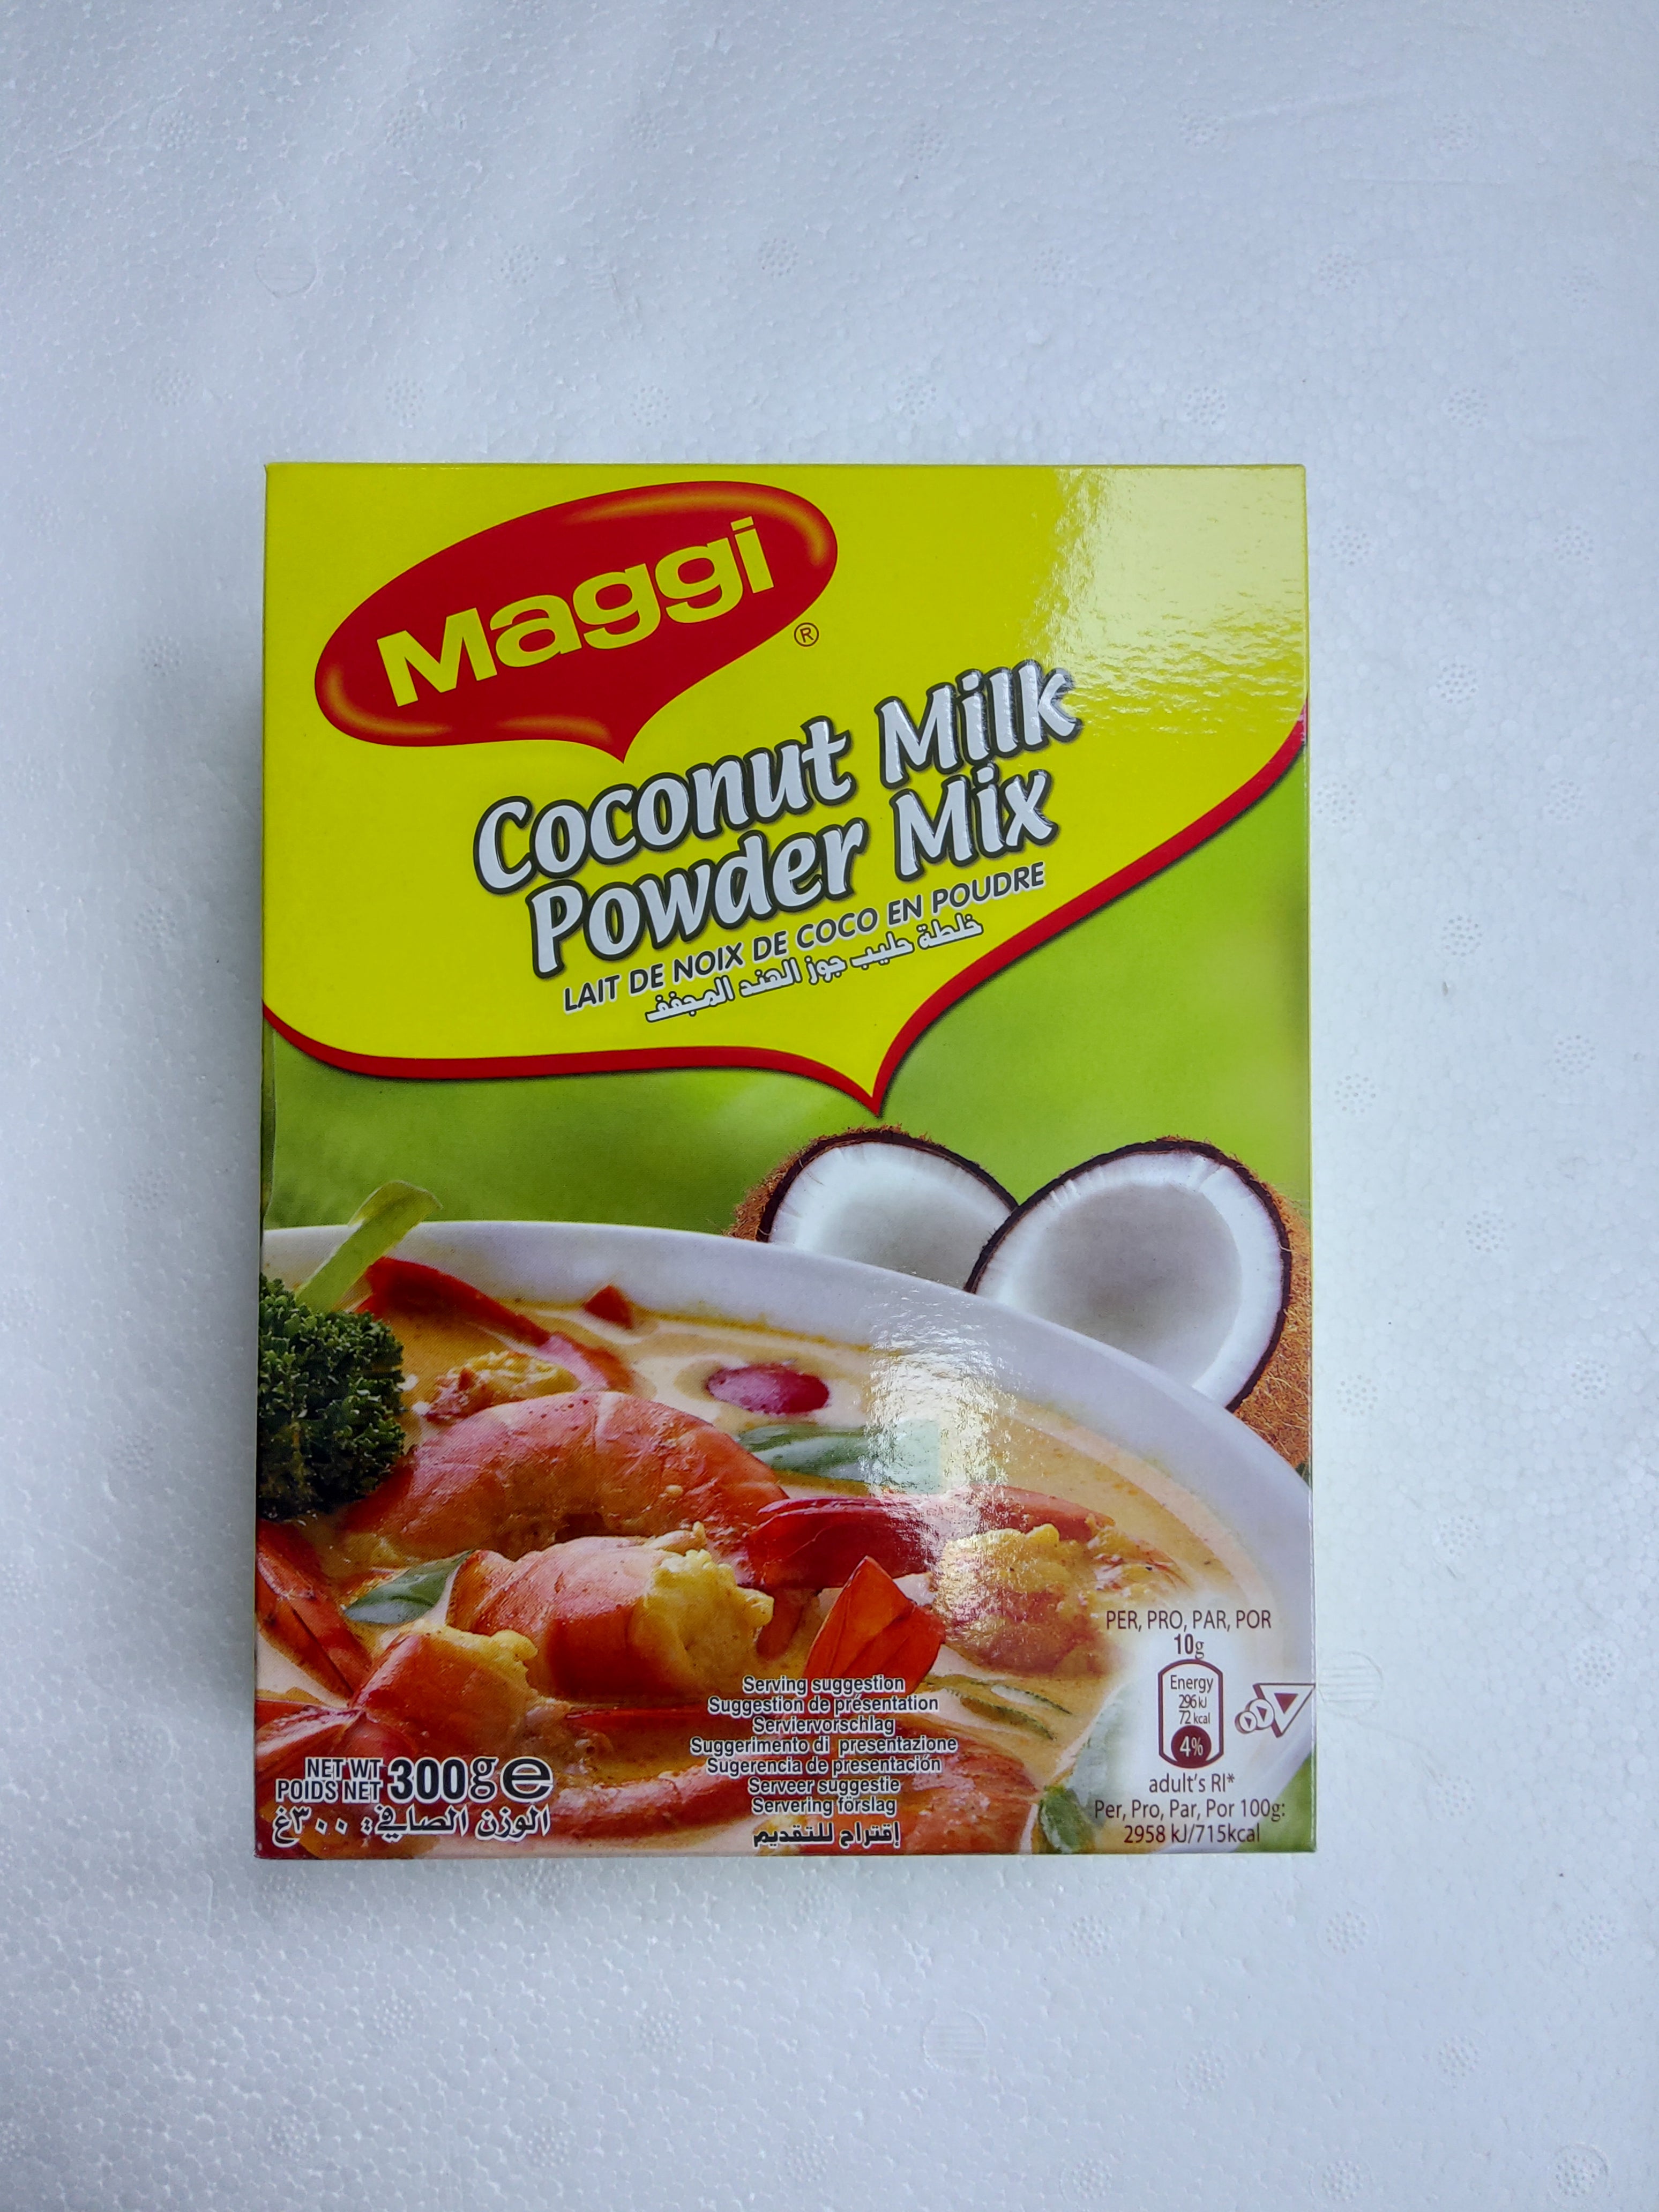 Maggi
®
Coconut Milk
Powder Mix
LAIT DE NOIX DE COCO EN POUDRE
خلطة حليب جوز الهند المجفف
PER, PRO, PAR, POR
10g
Energy
296 kJ
72 kcal
4%
adult's RI*
Per, Pro, Par, Por 100g:
2958 kJ/715kcal
Serving suggestion
Suggestion de présentation
Serviervorschlag
Suggerimento di presentazione
Sugerencia de presentación
Serveer suggestie
Servering förslag
إقتراح للتقديم
NET WT
POIDS NET 300g e
الوزن الصافي: ٣٠٠غ